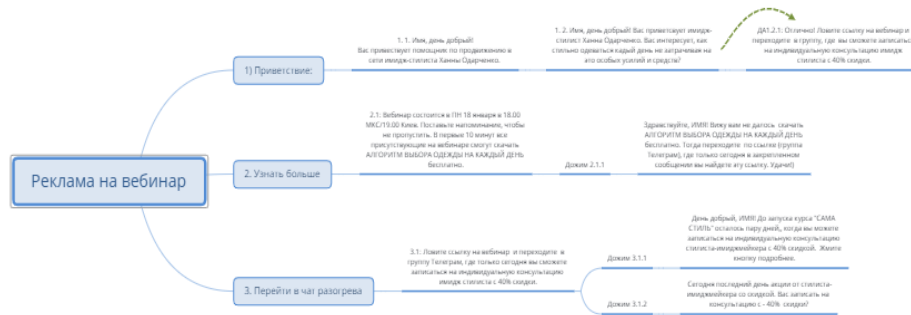 1) Приветствие:
1. 1. Имя, день добрый!
Вас приветствует помощник по продвижению в
сети имидж-стилиста Ханны Одарченко.
1. 2. Имя, день добрый! Вас приветсовует имидж-
стилист Ханна Одарченко. Вас интересует, как
стильно одеваться кадый день не затрачивая на
это особых усилий и средств?
ДА1.2.1: Отлично! Ловите ссылку на вебинар и
переходите в группу, где вы сможете записаться
на индивидуальную консультацию имидж
стилиста с 40% скидки.
Реклама на вебинар
2. Узнать больше
2.1: Вебинар состоится в ПН 18 января в 18.00
МКС/19.00 Киев. Поставьте напоминание, чтобы
не пропустить. В первые 10 минут все
присутствующие на вебинаре смогут скачать
АЛГОРИТМ ВЫБОРА ОДЕЖДЫ НА КАЖДЫЙ ДЕНЬ
бесплатно.
Дожим 2.1.1
Здравствуйте, ИМЯ! Вижу вам не далось скачать
АЛГОРИТМ ВЫБОРА ОДЕЖДЫ НА КАЖДЫЙ ДЕНЬ
бесплатно. Тогда переходите по ссылке (группа
Телеграм), где только сегодня в закрепленном
сообщении вы найдете эту ссылку. Удачи!)
3. Перейти в чат разогрева
3.1: Ловите ссылку на вебинар и переходите в
группу Телеграм, где только сегодня вы сможете
записаться на индивидуальную консультацию
имидж стилиста с 40% скидки.
Дожим 3.1.1
День добрый, ИМЯ! До запуска курса "САМА
СТИЛЬ" осталось пару дней,, когда вы можете
записаться на индивидуальную консультацию
стилиста-имиджмейкера с 40% скидкой. Жмите
кнопку подробнее.
Дожим 3.1.2
Сегодня последний день акции от стилиста-
имиджмейкера со скидкой. Вас записать на
консультацию с - 40% скидки?